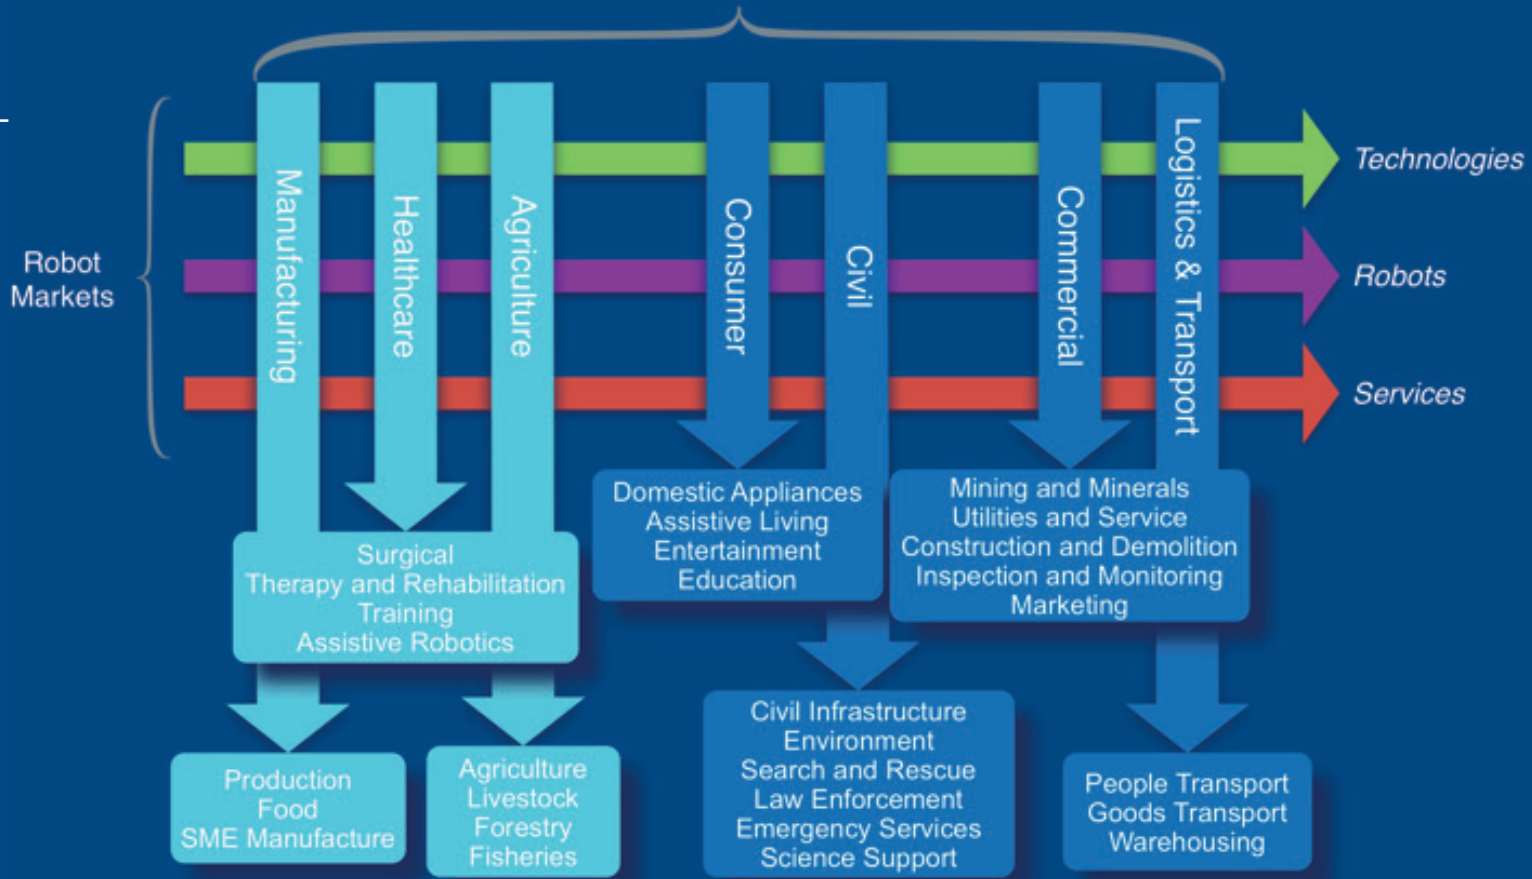 Robot
Markets
Manufacturing
Healthcare
Agriculture
Consumer
Civil
Commercial
Logistics & Transport
Technologies
Robots
Services
Surgical
Therapy and Rehabilitation
Training
Assistive Robotics
Domestic Appliances
Assistive Living
Entertainment
Education
Mining and Minerals
Utilities and Service
Construction and Demolition
Inspection and Monitoring
Marketing
Production
Food
SME Manufacture
Agriculture
Livestock
Forestry
Fisheries
Civil Infrastructure
Environment
Search and Rescue
Law Enforcement
Emergency Services
Science Support
People Transport
Goods Transport
Warehousing